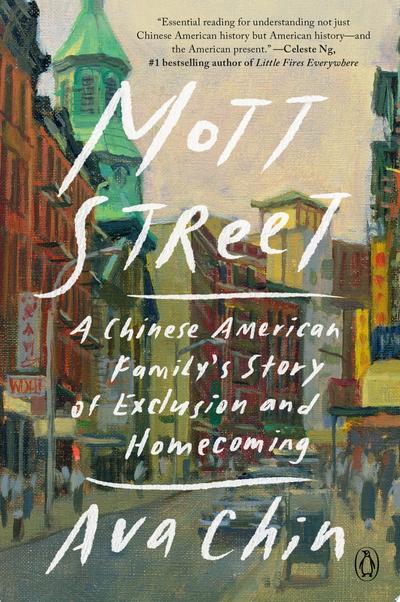 “Essential reading for understanding not just
Chinese American history but American history—and
the American present.” —Celeste Ng,
#1 bestselling author of Little Fires Everywhere
MOTT
STReeT
A Chinese American
Family's Story
of Exclusion and
Homecoming
Ava Chin